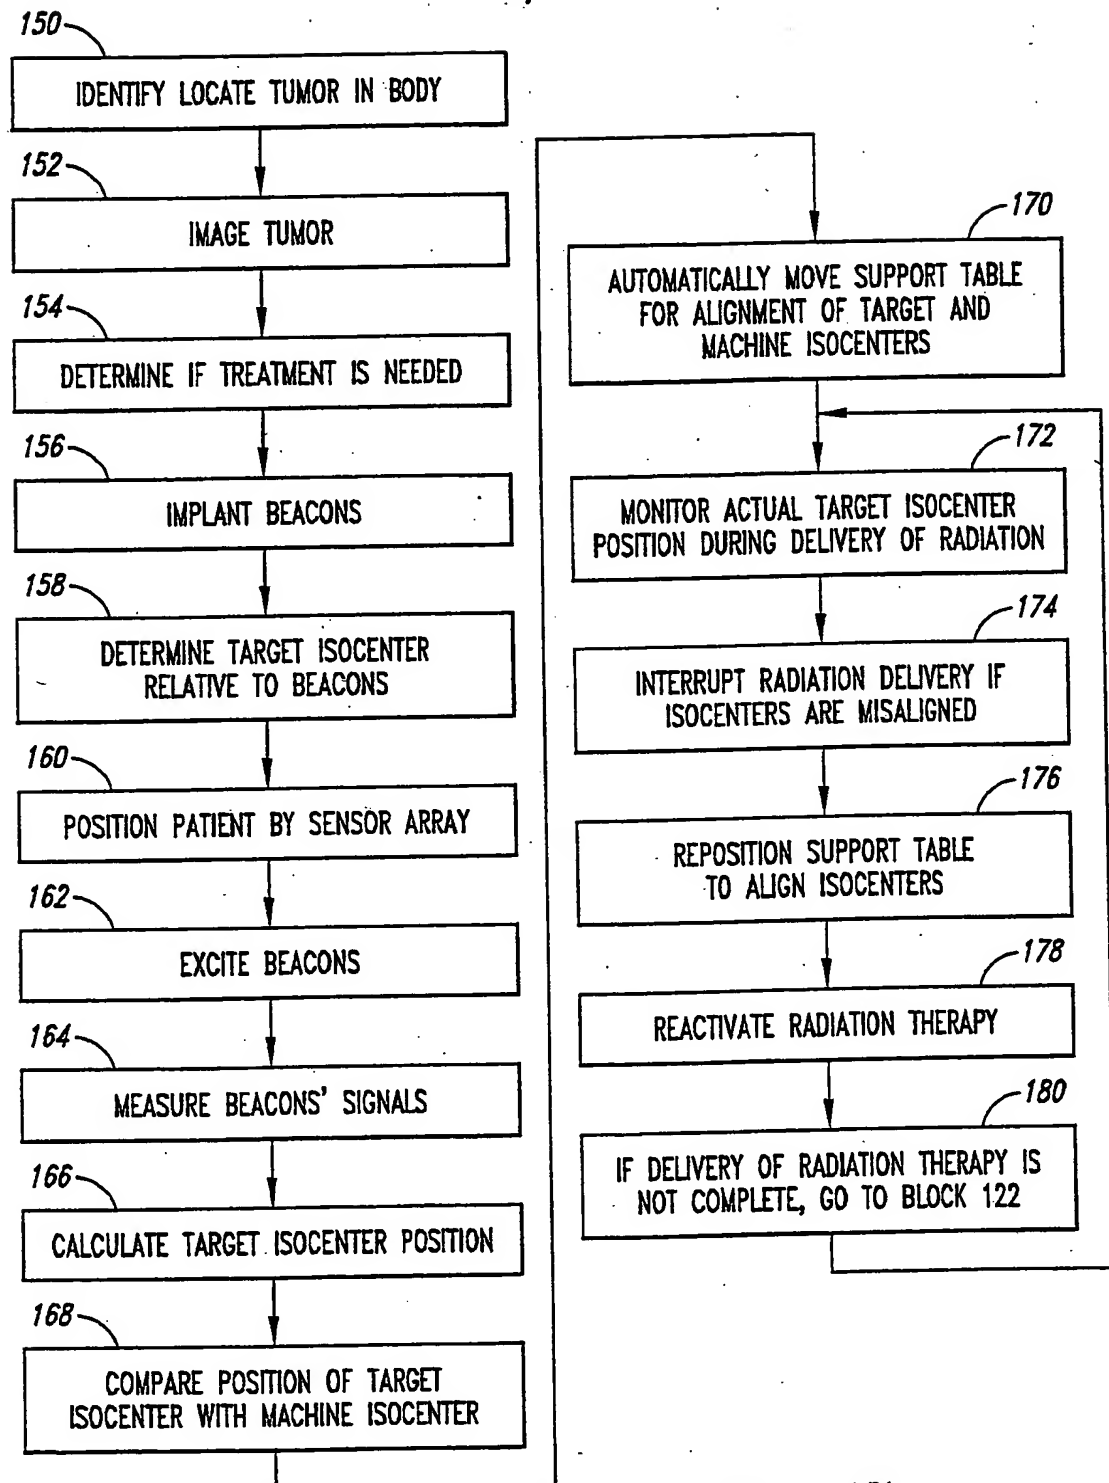 150
IDENTIFY LOCATE TUMOR IN BODY
152
IMAGE TUMOR
154
DETERMINE IF TREATMENT IS NEEDED
156
IMPLANT BEACONS
158
DETERMINE TARGET ISOCENTER
RELATIVE TO BEACONS
160
POSITION PATIENT BY SENSOR ARRAY
162
EXCITE BEACONS
164
MEASURE BEACONS' SIGNALS
166
CALCULATE TARGET ISOCENTER POSITION
168
COMPARE POSITION OF TARGET
ISOCENTER WITH MACHINE ISOCENTER
170
AUTOMATICALLY MOVE SUPPORT TABLE
FOR ALIGNMENT OF TARGET AND
MACHINE ISOCENTERS
172
MONITOR ACTUAL TARGET ISOCENTER
POSITION DURING DELIVERY OF RADIATION
174
INTERRUPT RADIATION DELIVERY IF
ISOCENTERS ARE MISALIGNED
176
REPOSITION SUPPORT TABLE
TO ALIGN ISOCENTERS
178
REACTIVATE RADIATION THERAPY
180
IF DELIVERY OF RADIATION THERAPY IS
NOT COMPLETE, GO TO BLOCK 122